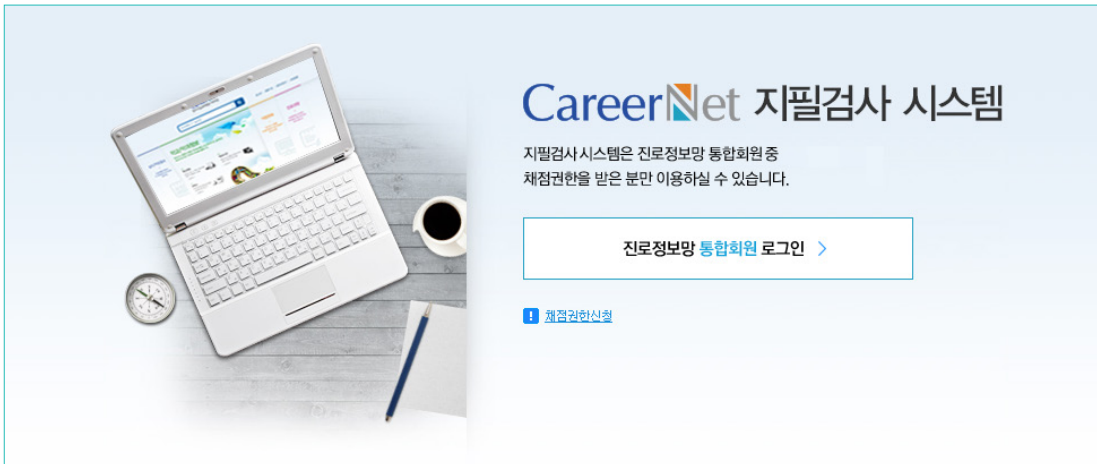 CareerNet 지필검사 시스템
지필검사 시스템은 진로정보망 통합회원 중
채점권한을 받은 분만 이용하실 수 있습니다.
진로정보망 통합회원 로그인 >
! 채점권한신청